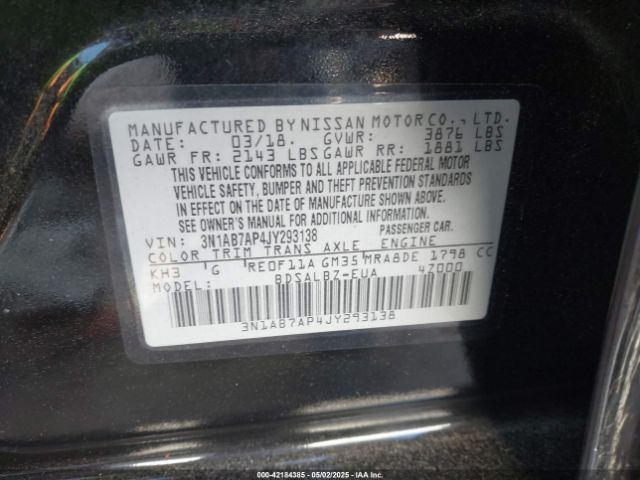 MANUFACTURED BY NISSAN MOTOR CO., LTD.
DATE: 03/18. GVWR: 3876 LBS
GAWR FR: 2143 LBS GAWR RR: 1881 LBS
THIS VEHICLE CONFORMS TO ALL APPLICABLE FEDERAL MOTOR
VEHICLE SAFETY, BUMPER AND THEFT PREVENTION STANDARDS
IN EFFECT ON THE DATE OF MANUFACTURE SHOWN ABOVE.
SEE OWNER'S MANUAL FOR ADDITIONAL INFORMATION.
VIN: 3N1AB7AP4JY293138 PASSENGER CAR.
COLOR TRIM TRANS AXLE ENGINE
KH3 'G RE0F11A GM35 MRA8DE 1798 CC
MODEL: BDSALBZ-EUA 4Z000
3N1AB7AP4JY293138
000-42184385 - 05/02/2025 - IAAI.COM